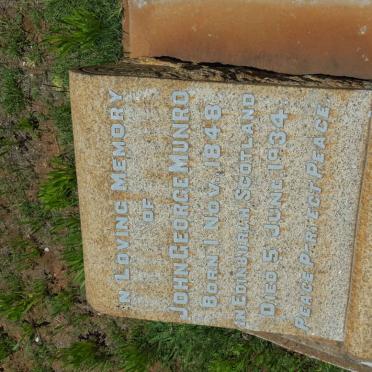 IN LOVING MEMORY
OF
JOHN GEORGE MUNRO
BORN 1 NOV. 1848
IN EDINBURGH SCOTLAND
DIED 5 JUNE 1934.
PEACE PERFECT PEACE